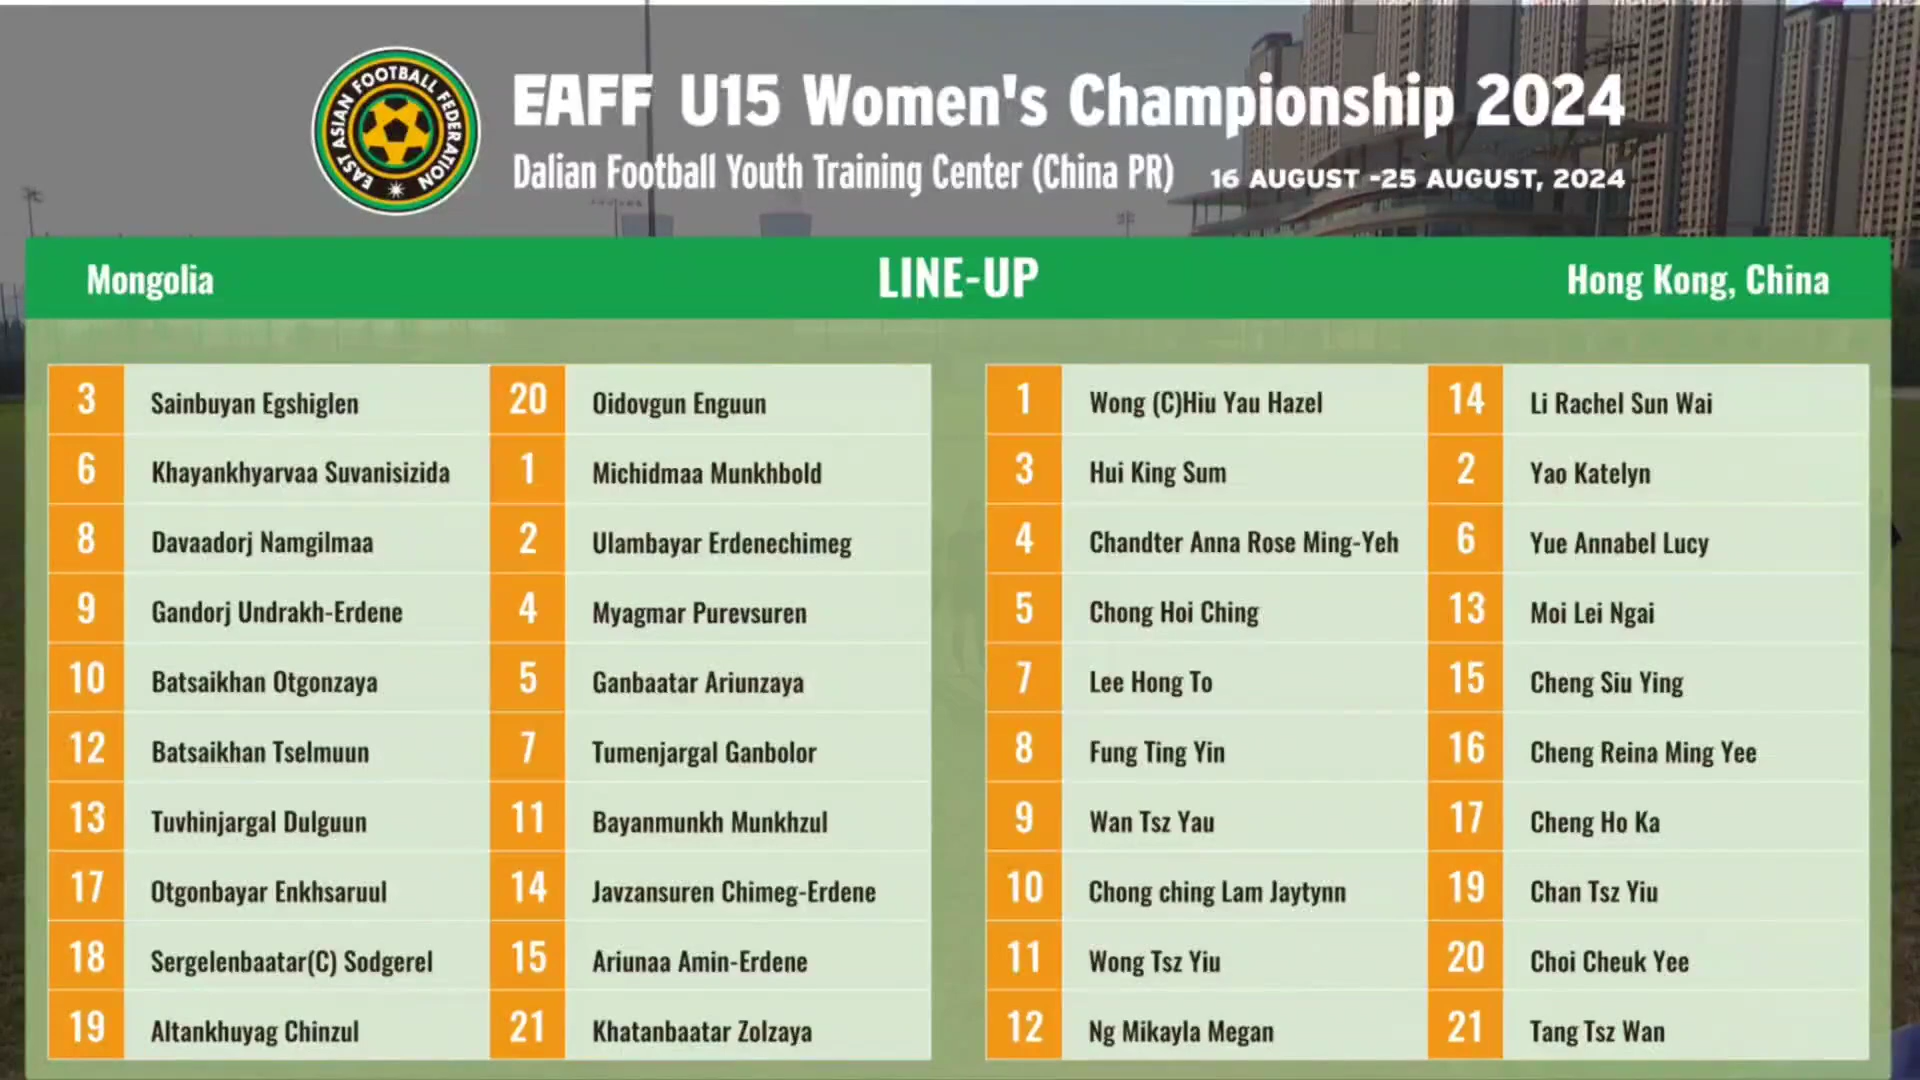 EAST ASIAN FOOTBALL FEDERATION
EAFF U15 Women's Championship 2024
Dalian Football Youth Training Center (China PR) 16 AUGUST -25 AUGUST, 2024
Mongolia LINE-UP Hong Kong, China
3 Sainbuyan Egshiglen 20 Oidovgun Enguun 1 Wong (C)Hiu Yau Hazel 14 Li Rachel Sun Wai
6 Khayankhyarvaa Suvanisizida 1 Michidmaa Munkhbold 3 Hui King Sum 2 Yao Katelyn
8 Davaadorj Namgilmaa 2 Ulambayar Erdenechimeg 4 Chandter Anna Rose Ming-Yeh 6 Yue Annabel Lucy
9 Gandorj Undrakh-Erdene 4 Myagmar Purevsuren 5 Chong Hoi Ching 13 Moi Lei Ngai
10 Batsaikhan Otgonzaya 5 Ganbaatar Ariunzaya 7 Lee Hong To 15 Cheng Siu Ying
12 Batsaikhan Tselmuun 7 Tumenjargal Ganbolor 8 Fung Ting Yin 16 Cheng Reina Ming Yee
13 Tuvhinjargal Dulguun 11 Bayanmunkh Munkhzul 9 Wan Tsz Yau 17 Cheng Ho Ka
17 Otgonbayar Enkhsaruul 14 Javzansuren Chimeg-Erdene 10 Chong ching Lam Jaytynn 19 Chan Tsz Yiu
18 Sergelenbaatar(C) Sodgerel 15 Ariunaa Amin-Erdene 11 Wong Tsz Yiu 20 Choi Cheuk Yee
19 Altankhuyag Chinzul 21 Khatanbaatar Zolzaya 12 Ng Mikayla Megan 21 Tang Tsz Wan